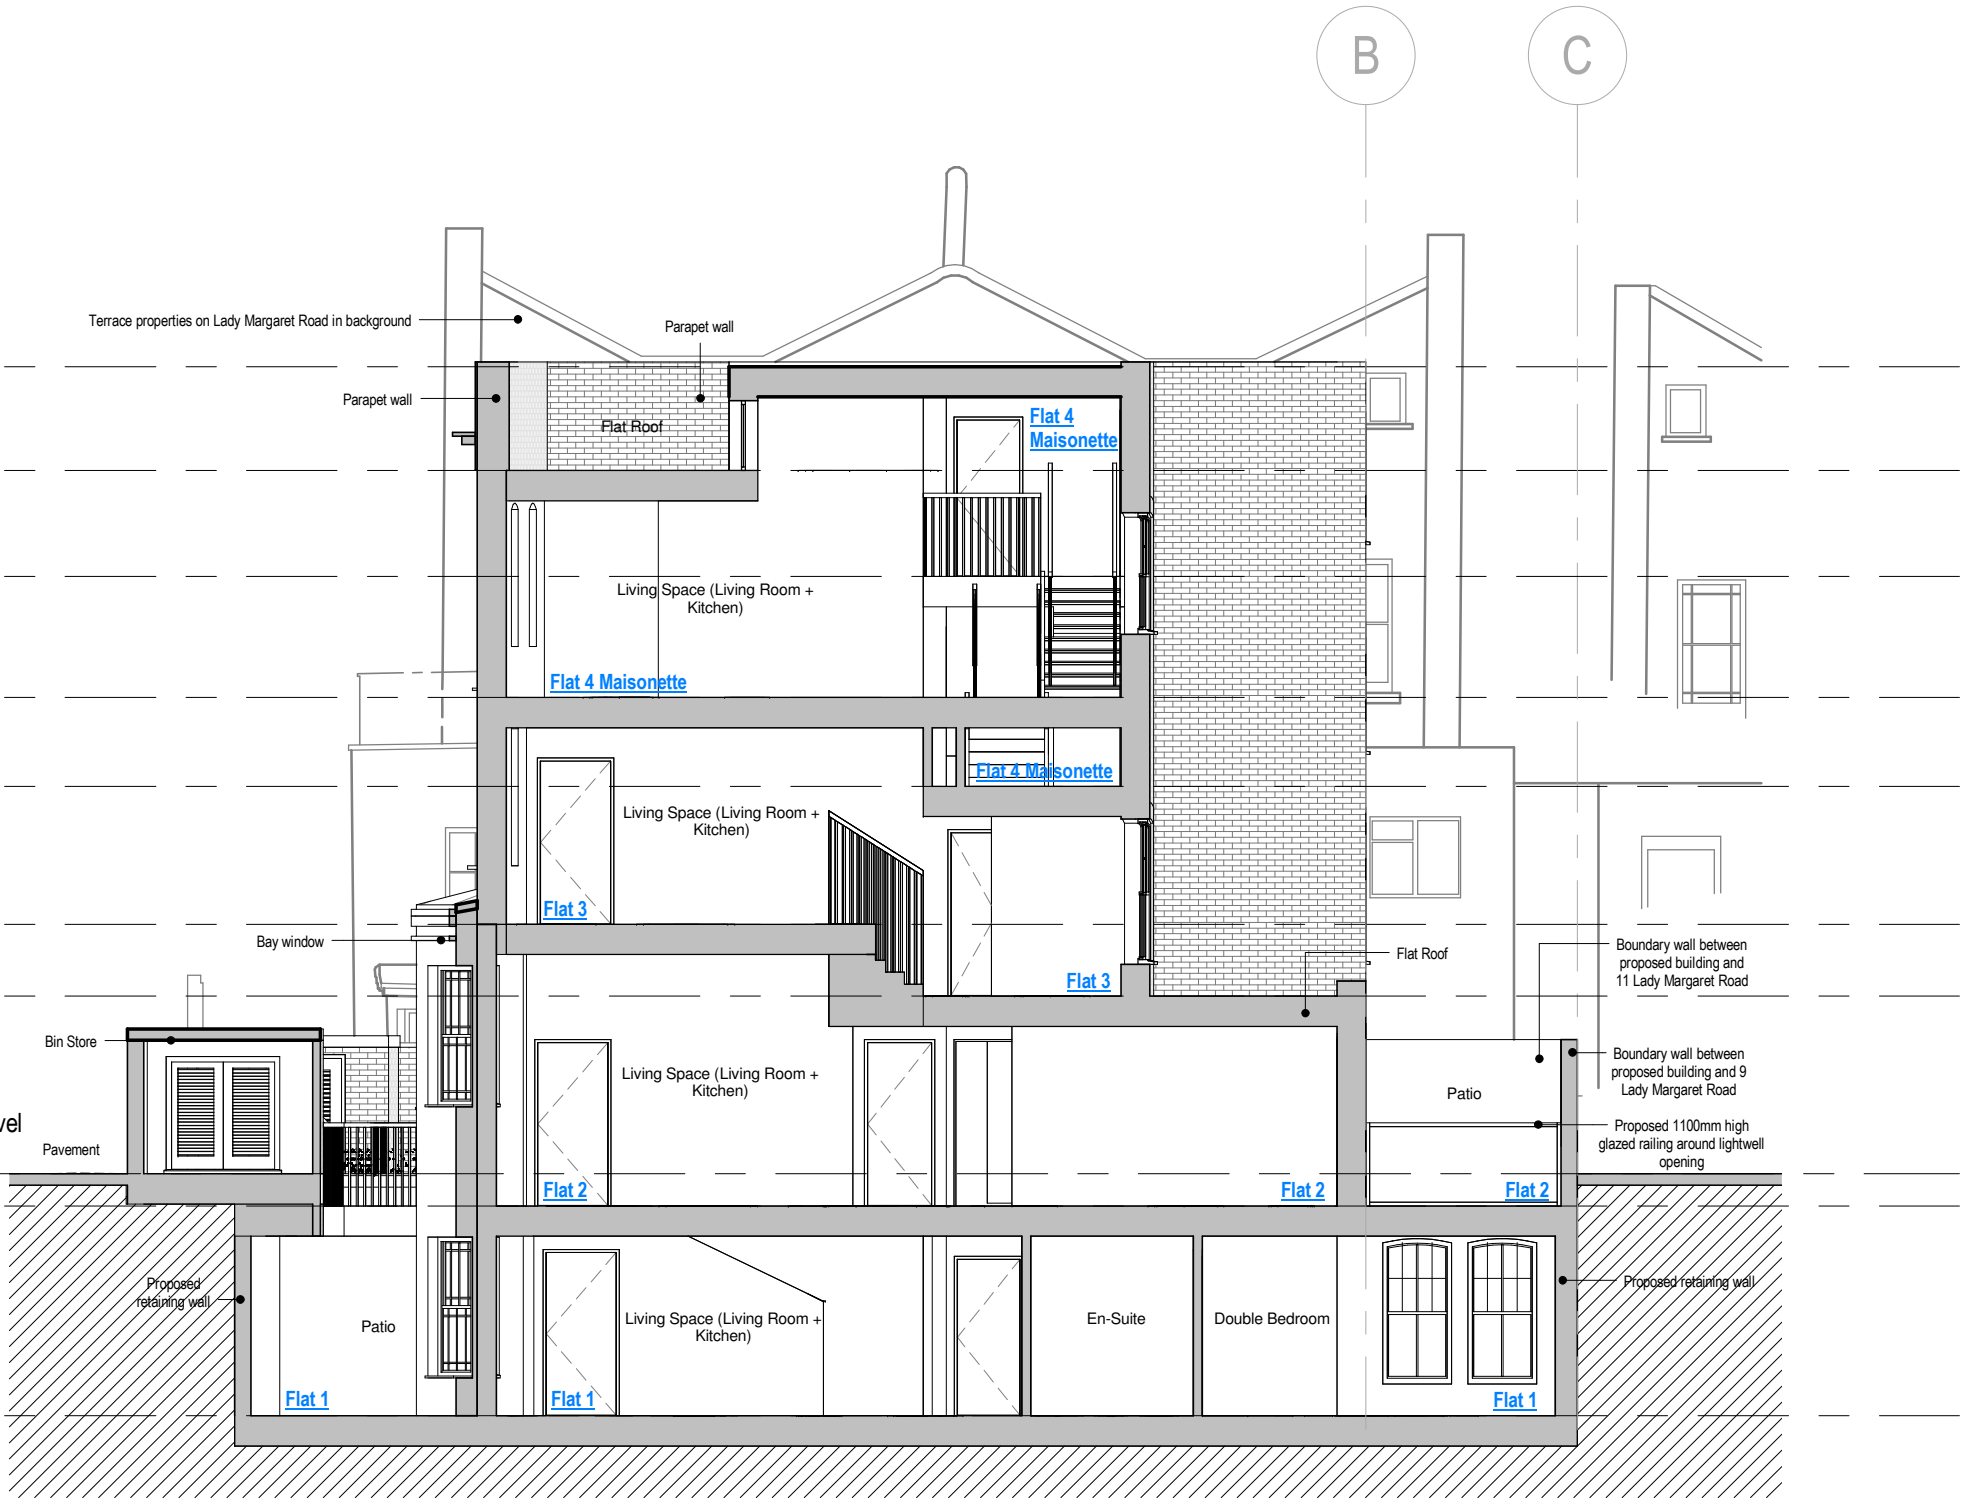 B
C
Terrace properties on Lady Margaret Road in background
Parapet wall
Parapet wall
Flat Roof
Flat 4
Maisonette
Living Space (Living Room +
Kitchen)
Flat 4 Maisonette
Flat 4 Maisonette
Living Space (Living Room +
Kitchen)
Flat 3
Bay window
Flat 3
Flat Roof
Boundary wall between
proposed building and
11 Lady Margaret Road
Bin Store
Living Space (Living Room +
Kitchen)
Boundary wall between
proposed building and 9
Lady Margaret Road
Patio
vel
Pavement
Proposed 1100mm high
glazed railing around lightwell
opening
Flat 2
Flat 2
Flat 2
Proposed
retaining wall
Proposed retaining wall
Patio
Living Space (Living Room +
Kitchen)
En-Suite
Double Bedroom
Flat 1
Flat 1
Flat 1